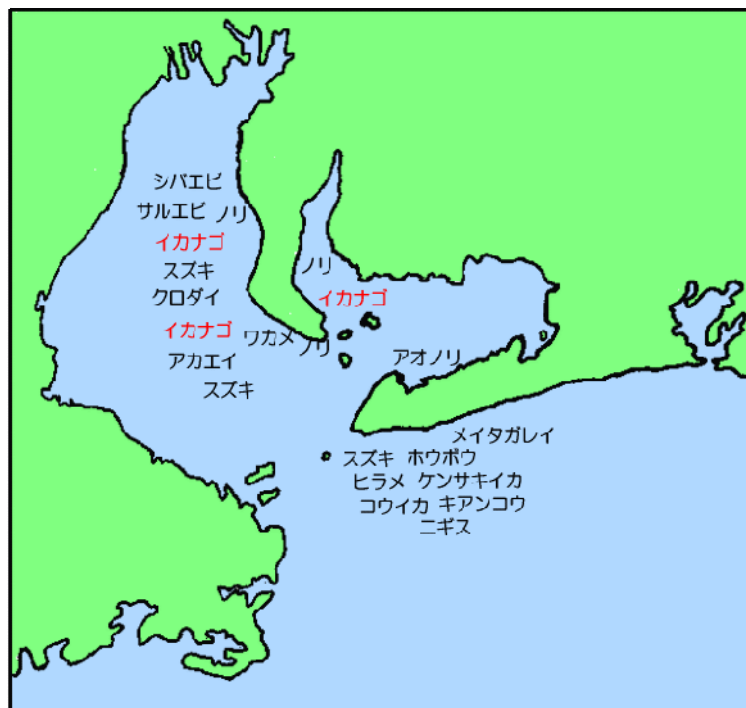 シバエビ
サルエビ ノリ
イカナゴ
スズキ
クロダイ
イカナゴ
ワカメ
ノリ
アカエイ
スズキ
ノリ
イカナゴ
アオノリ
メイタガレイ
スズキ ホウボウ
ヒラメ ケンサキイカ
コウイカ キアンコウ
ニギス